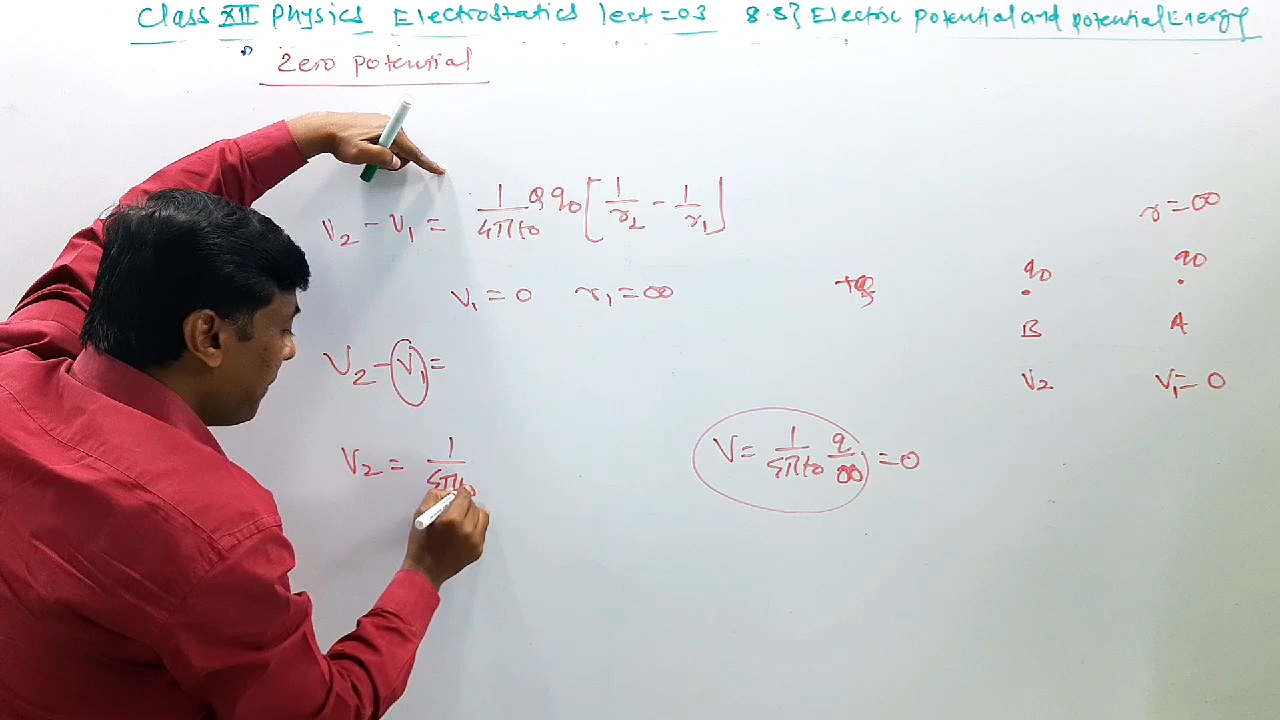 Class XII Physics Electrostatics lect = 03 8.3} Electric potential and potential Energy
Zero potential
V₂ - V₁ = 1/4πε₀ Q q₀ [1/r₂ - 1/r₁]
r = ∞
V₁ = 0 r₁ = ∞
q₀ q₀
B A
V₂ - V₁ =
V₂ V₁ = 0
V₂ = 1/4πε₀
V = 1/4πε₀ q/∞ = 0